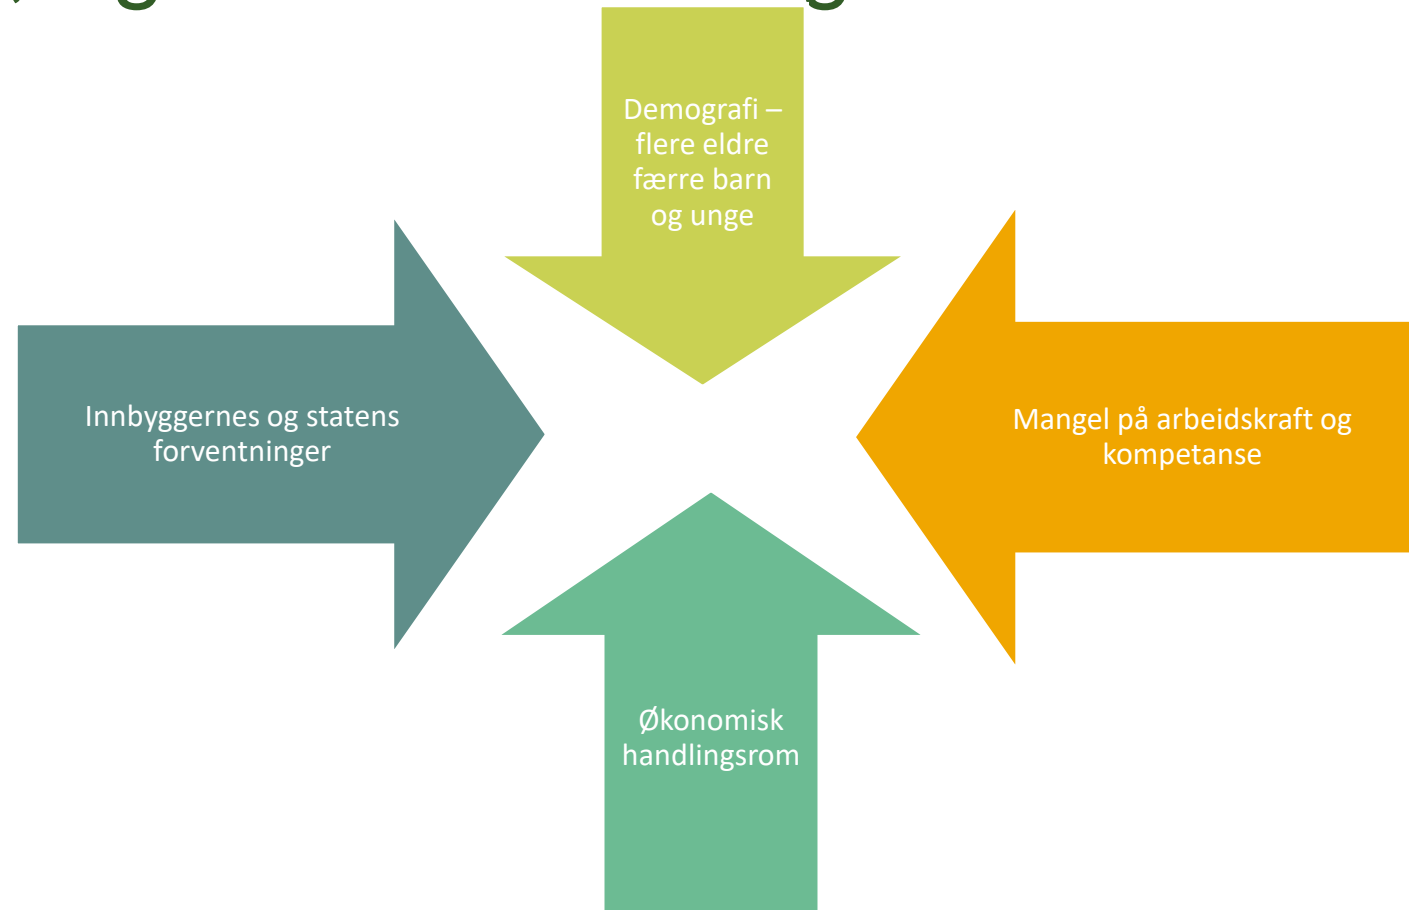 Demografi –
flere eldre
færre barn
og unge
Innbyggernes og statens
forventninger
Mangel på arbeidskraft og
kompetanse
Økonomisk
handlingsrom